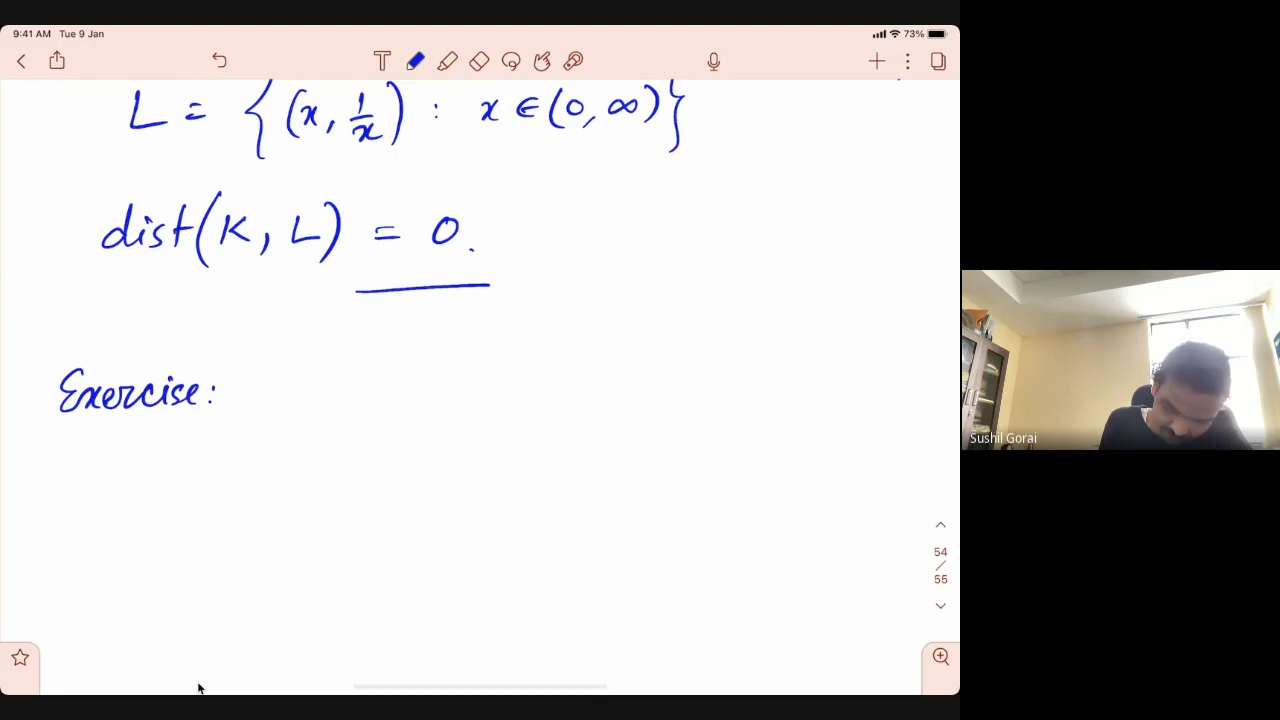 9:41 AM Tue 9 Jan 73%
L = { (x, 1/x) : x ∈ (0, ∞) }
dist(K, L) = 0.
Exercise:
Sushil Gorai
54
/
55